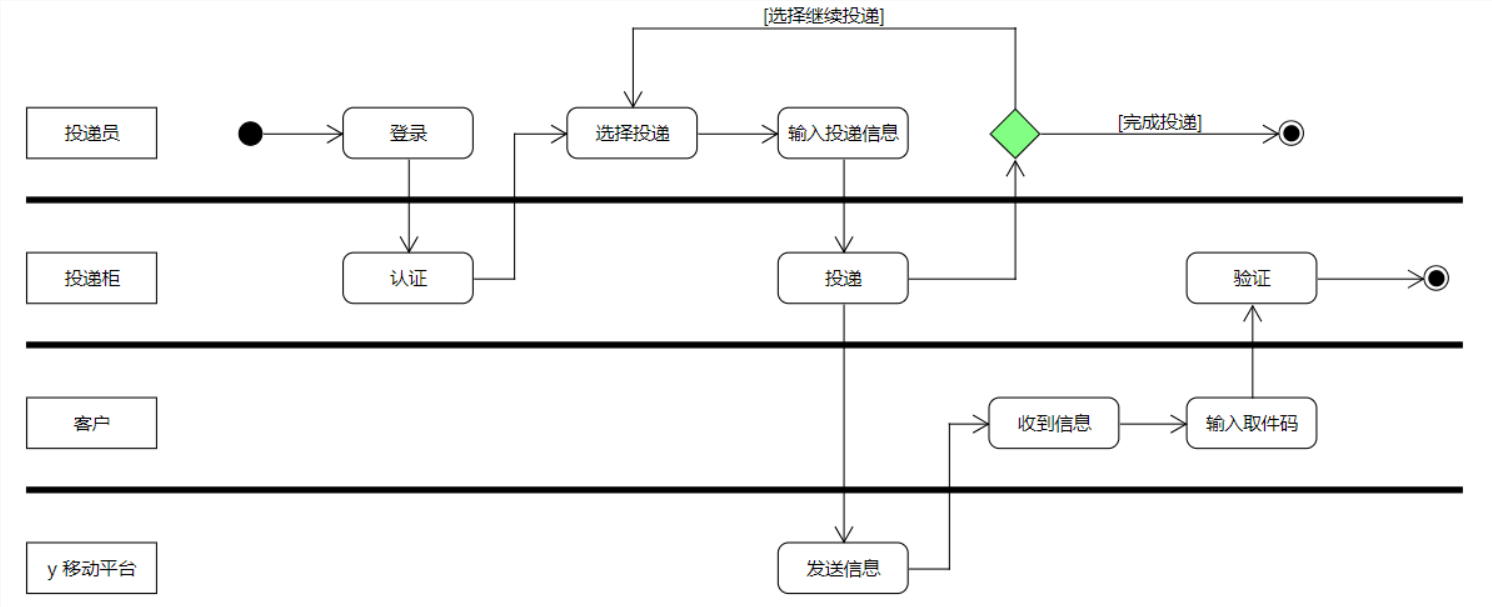 [选择继续投递]
投递员
登录
选择投递
输入投递信息
[完成投递]
投递柜
认证
投递
验证
客户
收到信息
输入取件码
y 移动平台
发送信息